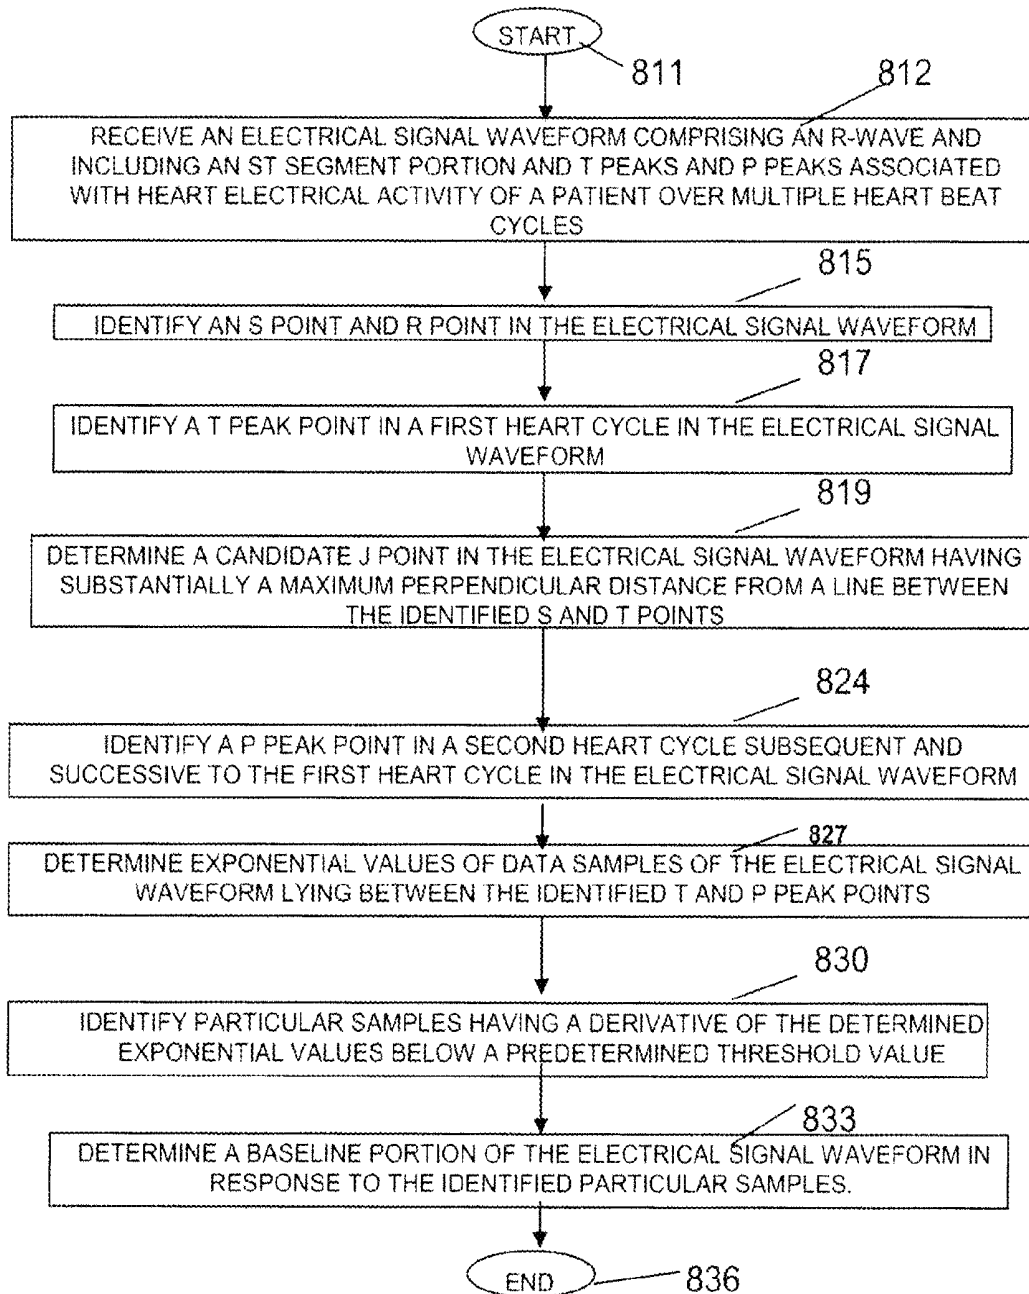 START
811
812
RECEIVE AN ELECTRICAL SIGNAL WAVEFORM COMPRISING AN R-WAVE AND
INCLUDING AN ST SEGMENT PORTION AND T PEAKS AND P PEAKS ASSOCIATED
WITH HEART ELECTRICAL ACTIVITY OF A PATIENT OVER MULTIPLE HEART BEAT
CYCLES
815
IDENTIFY AN S POINT AND R POINT IN THE ELECTRICAL SIGNAL WAVEFORM
817
IDENTIFY A T PEAK POINT IN A FIRST HEART CYCLE IN THE ELECTRICAL SIGNAL
WAVEFORM
819
DETERMINE A CANDIDATE J POINT IN THE ELECTRICAL SIGNAL WAVEFORM HAVING
SUBSTANTIALLY A MAXIMUM PERPENDICULAR DISTANCE FROM A LINE BETWEEN
THE IDENTIFIED S AND T POINTS
824
IDENTIFY A P PEAK POINT IN A SECOND HEART CYCLE SUBSEQUENT AND
SUCCESSIVE TO THE FIRST HEART CYCLE IN THE ELECTRICAL SIGNAL WAVEFORM
827
DETERMINE EXPONENTIAL VALUES OF DATA SAMPLES OF THE ELECTRICAL SIGNAL
WAVEFORM LYING BETWEEN THE IDENTIFIED T AND P PEAK POINTS
830
IDENTIFY PARTICULAR SAMPLES HAVING A DERIVATIVE OF THE DETERMINED
EXPONENTIAL VALUES BELOW A PREDETERMINED THRESHOLD VALUE
833
DETERMINE A BASELINE PORTION OF THE ELECTRICAL SIGNAL WAVEFORM IN
RESPONSE TO THE IDENTIFIED PARTICULAR SAMPLES.
END
836